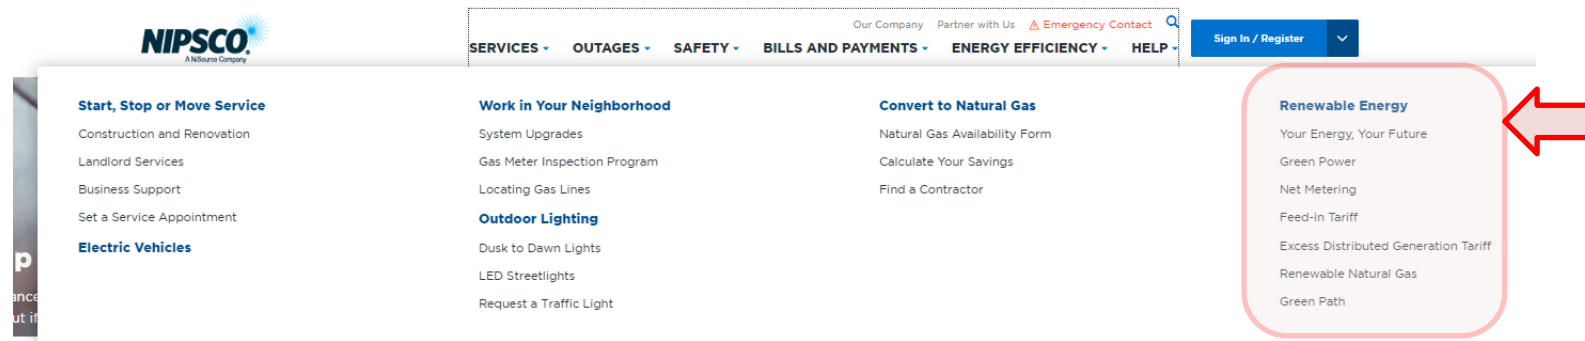 NIPSCO
A NiSource Company
Our Company Partner with Us Emergency Contact
SERVICES OUTAGES SAFETY BILLS AND PAYMENTS ENERGY EFFICIENCY HELP
Sign In / Register
Start, Stop or Move Service
Construction and Renovation
Landlord Services
Business Support
Set a Service Appointment
Electric Vehicles
Work in Your Neighborhood
System Upgrades
Gas Meter Inspection Program
Locating Gas Lines
Outdoor Lighting
Dusk to Dawn Lights
LED Streetlights
Request a Traffic Light
Convert to Natural Gas
Natural Gas Availability Form
Calculate Your Savings
Find a Contractor
Renewable Energy
Your Energy, Your Future
Green Power
Net Metering
Feed-in Tariff
Excess Distributed Generation Tariff
Renewable Natural Gas
Green Path
p
ance
ut if